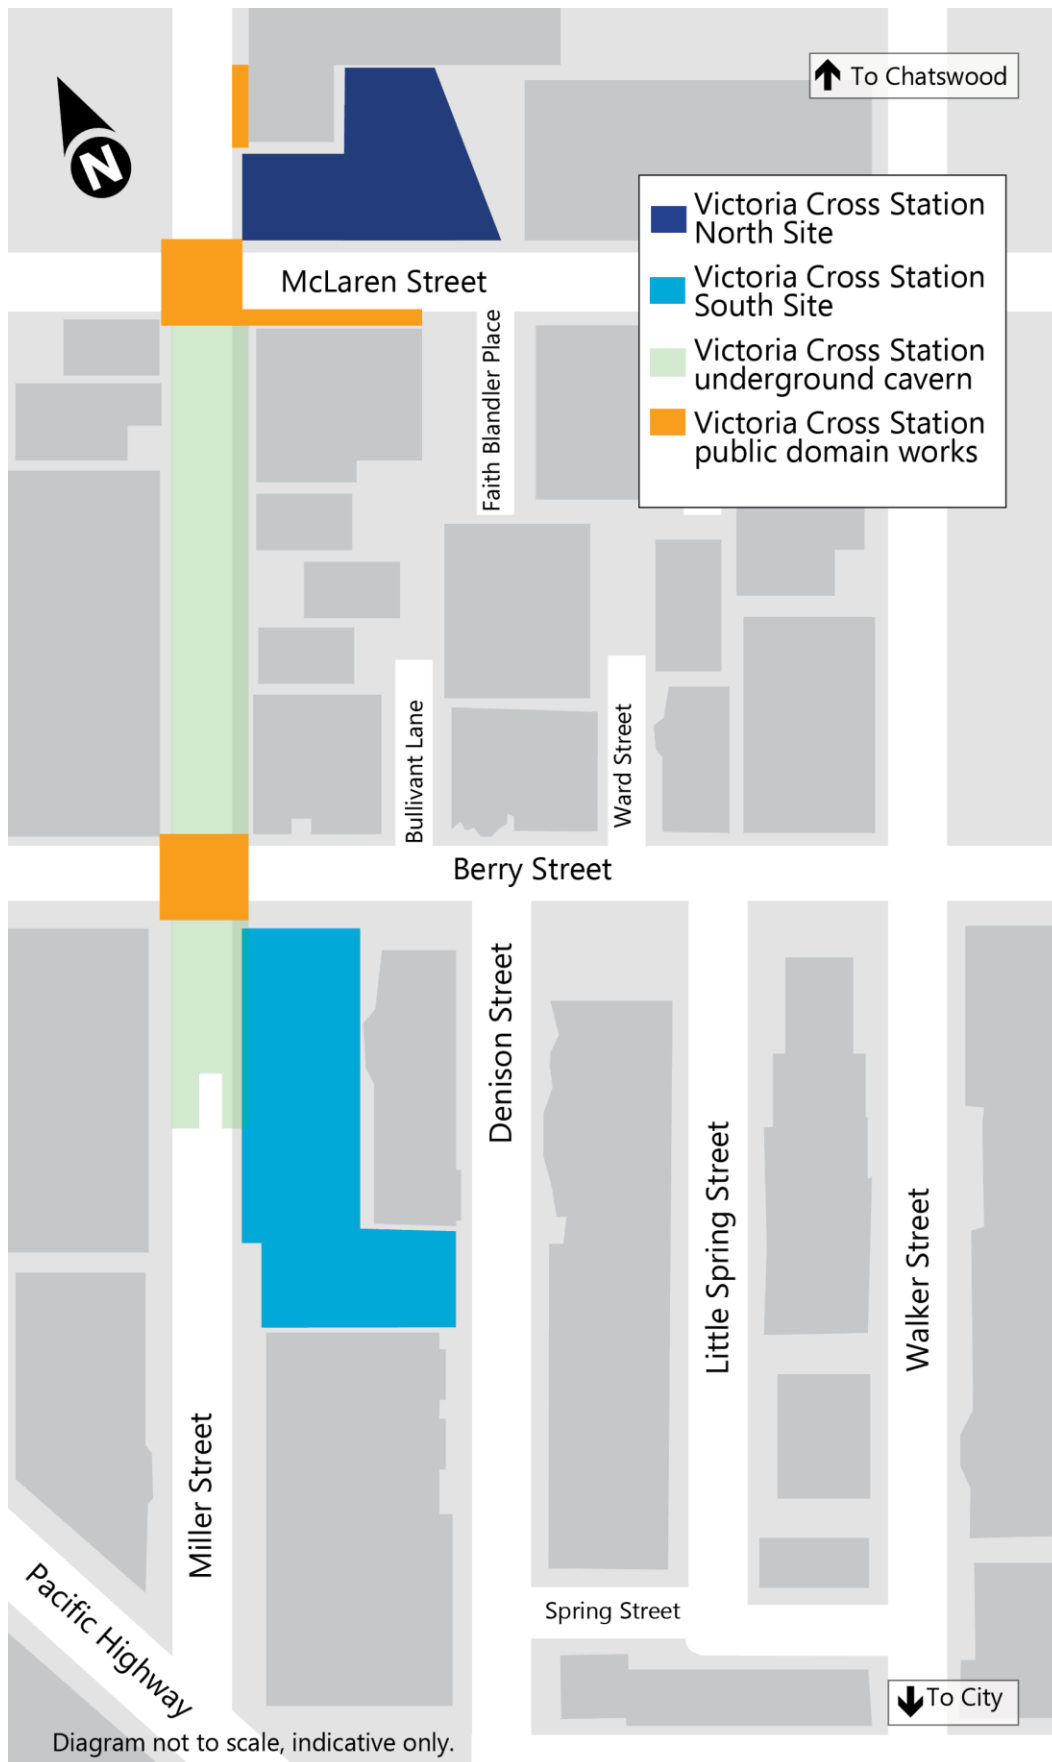 To Chatswood
N
Victoria Cross Station
North Site
Victoria Cross Station
South Site
Victoria Cross Station
underground cavern
Victoria Cross Station
public domain works
McLaren Street
Faith Blandler Place
Bullivant Lane
Ward Street
Berry Street
Denison Street
Little Spring Street
Walker Street
Miller Street
Pacific Highway
Spring Street
To City
Diagram not to scale, indicative only.